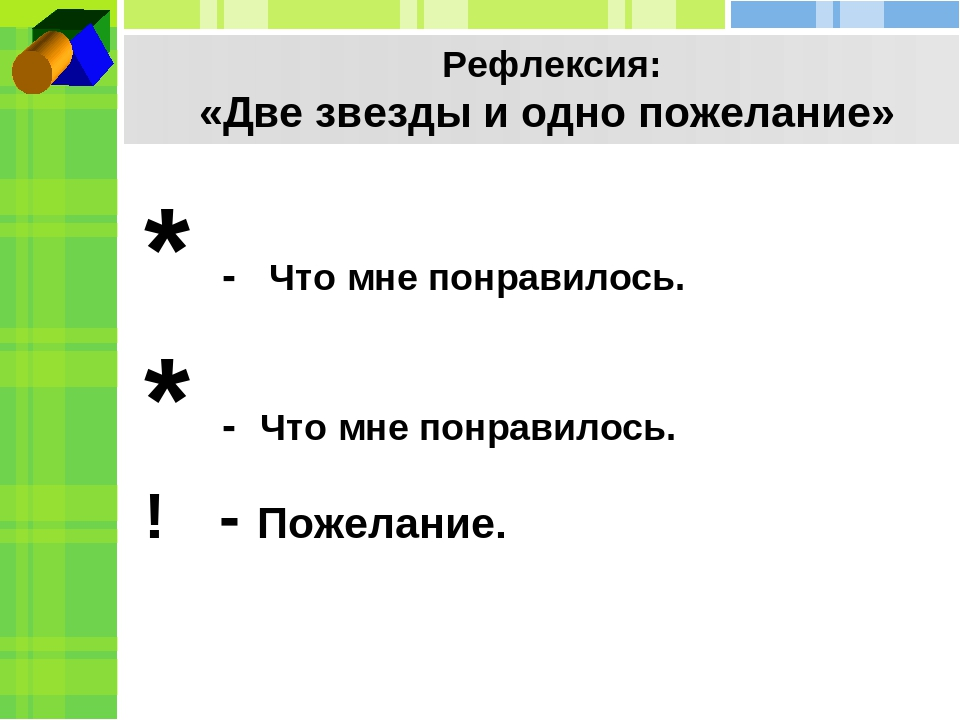 Рефлексия:
«Две звезды и одно пожелание»
* - Что мне понравилось.
* - Что мне понравилось.
! - Пожелание.